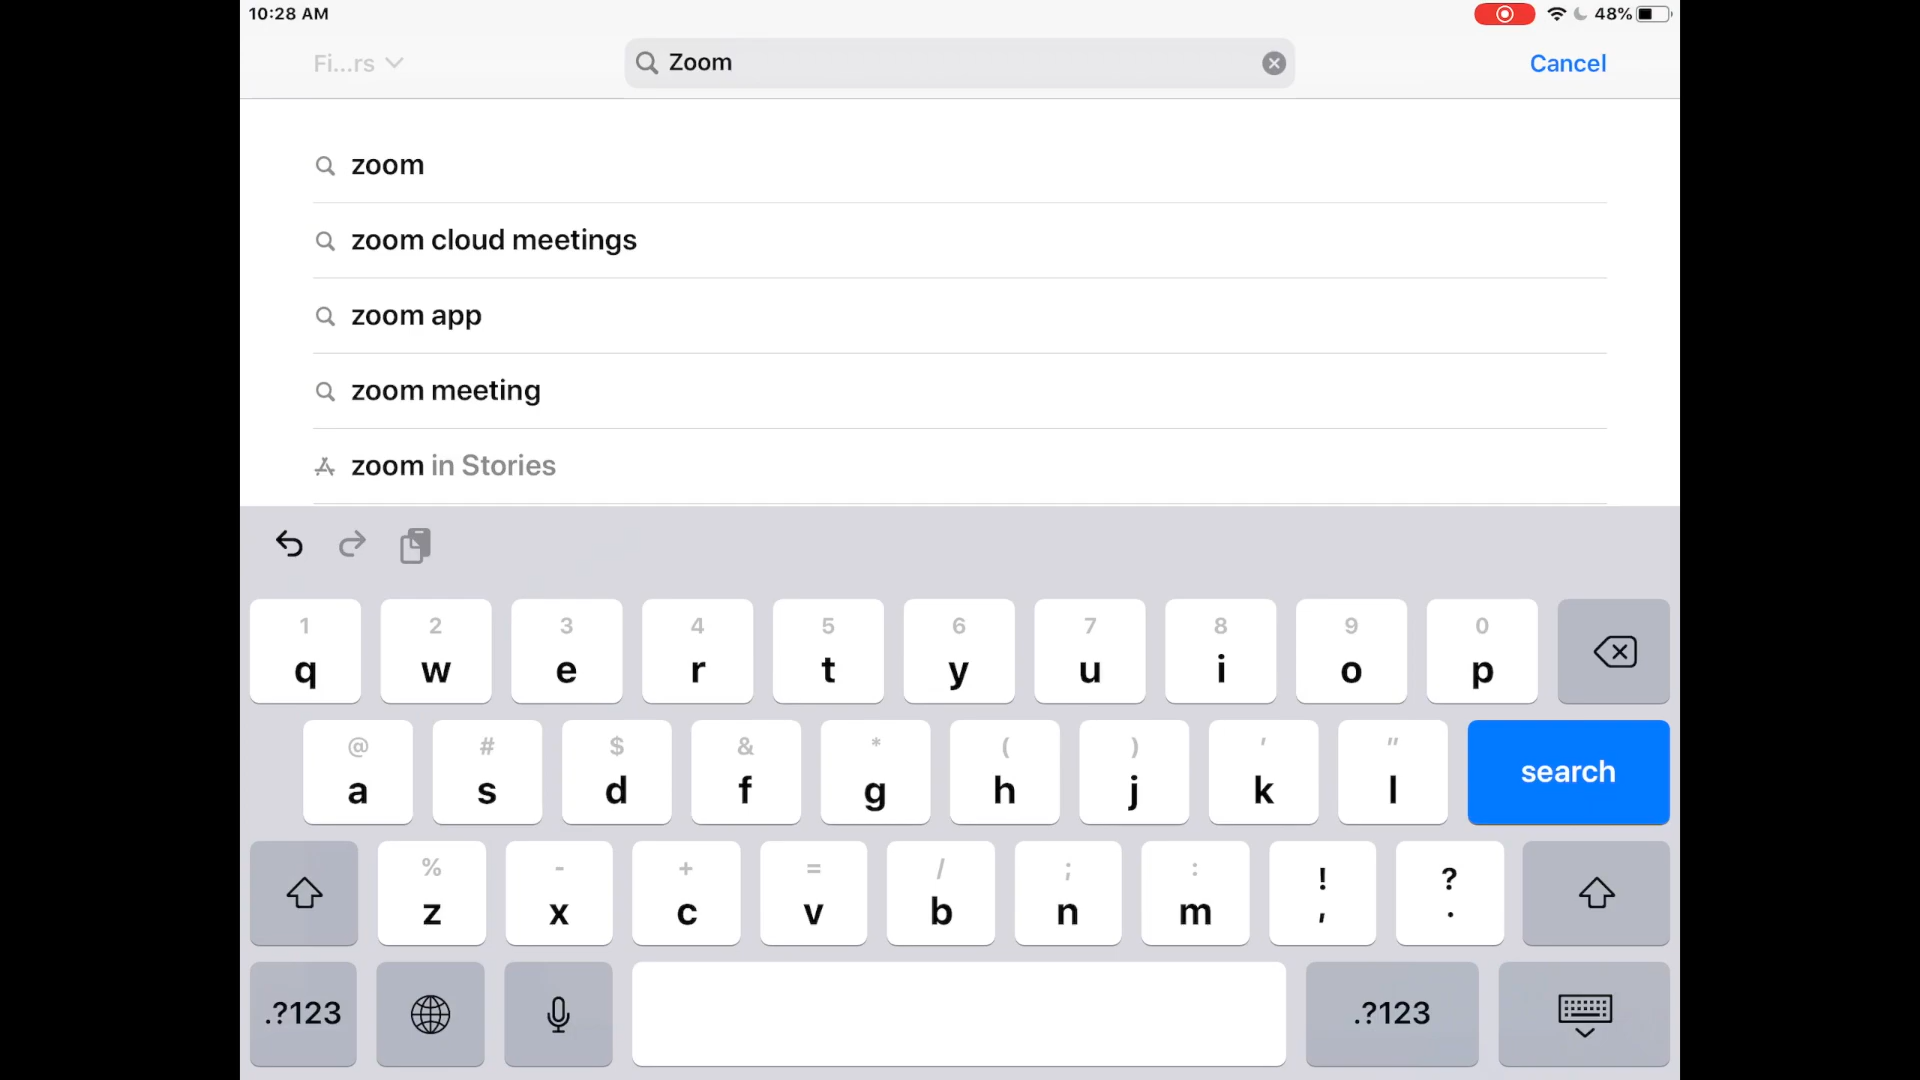 10:28 AM
48%
Fi...rs
Zoom
Cancel
zoom
zoom cloud meetings
zoom app
zoom meeting
zoom in Stories
1 2 3 4 5 6 7 8 9 0
q w e r t y u i o p
@ # $ & * ( ) ' "
a s d f g h j k l search
% - + = / ; : ! ?
z x c v b n m , .
.?123 .?123